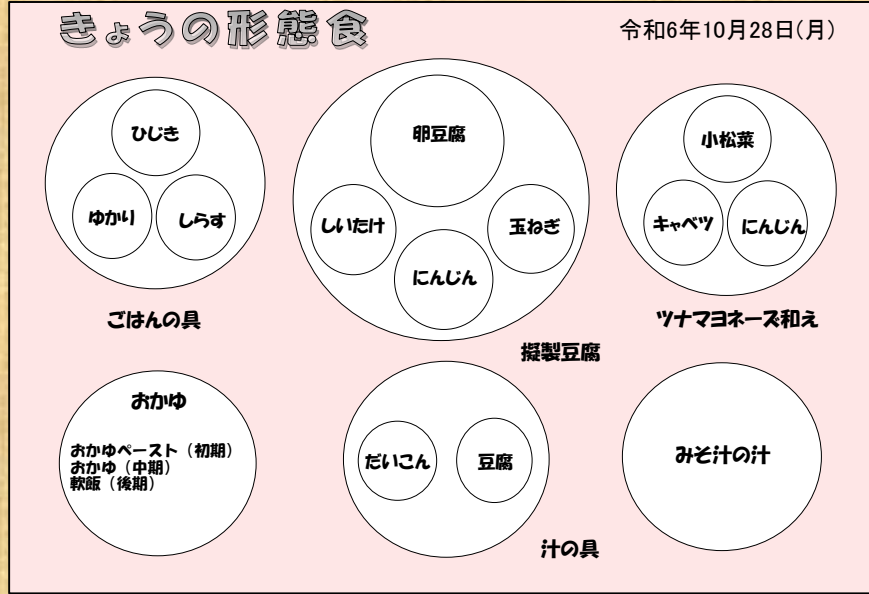 きょうの形態食
令和6年10月28日(月)
ひじき
ゆかり
しらす
ごはんの具
卵豆腐
しいたけ
玉ねぎ
にんじん
擬製豆腐
小松菜
キャベツ
にんじん
ツナマヨネーズ和え
おかゆ
おかゆペースト（初期）
おかゆ（中期）
軟飯（後期）
だいこん
豆腐
汁の具
みそ汁の汁